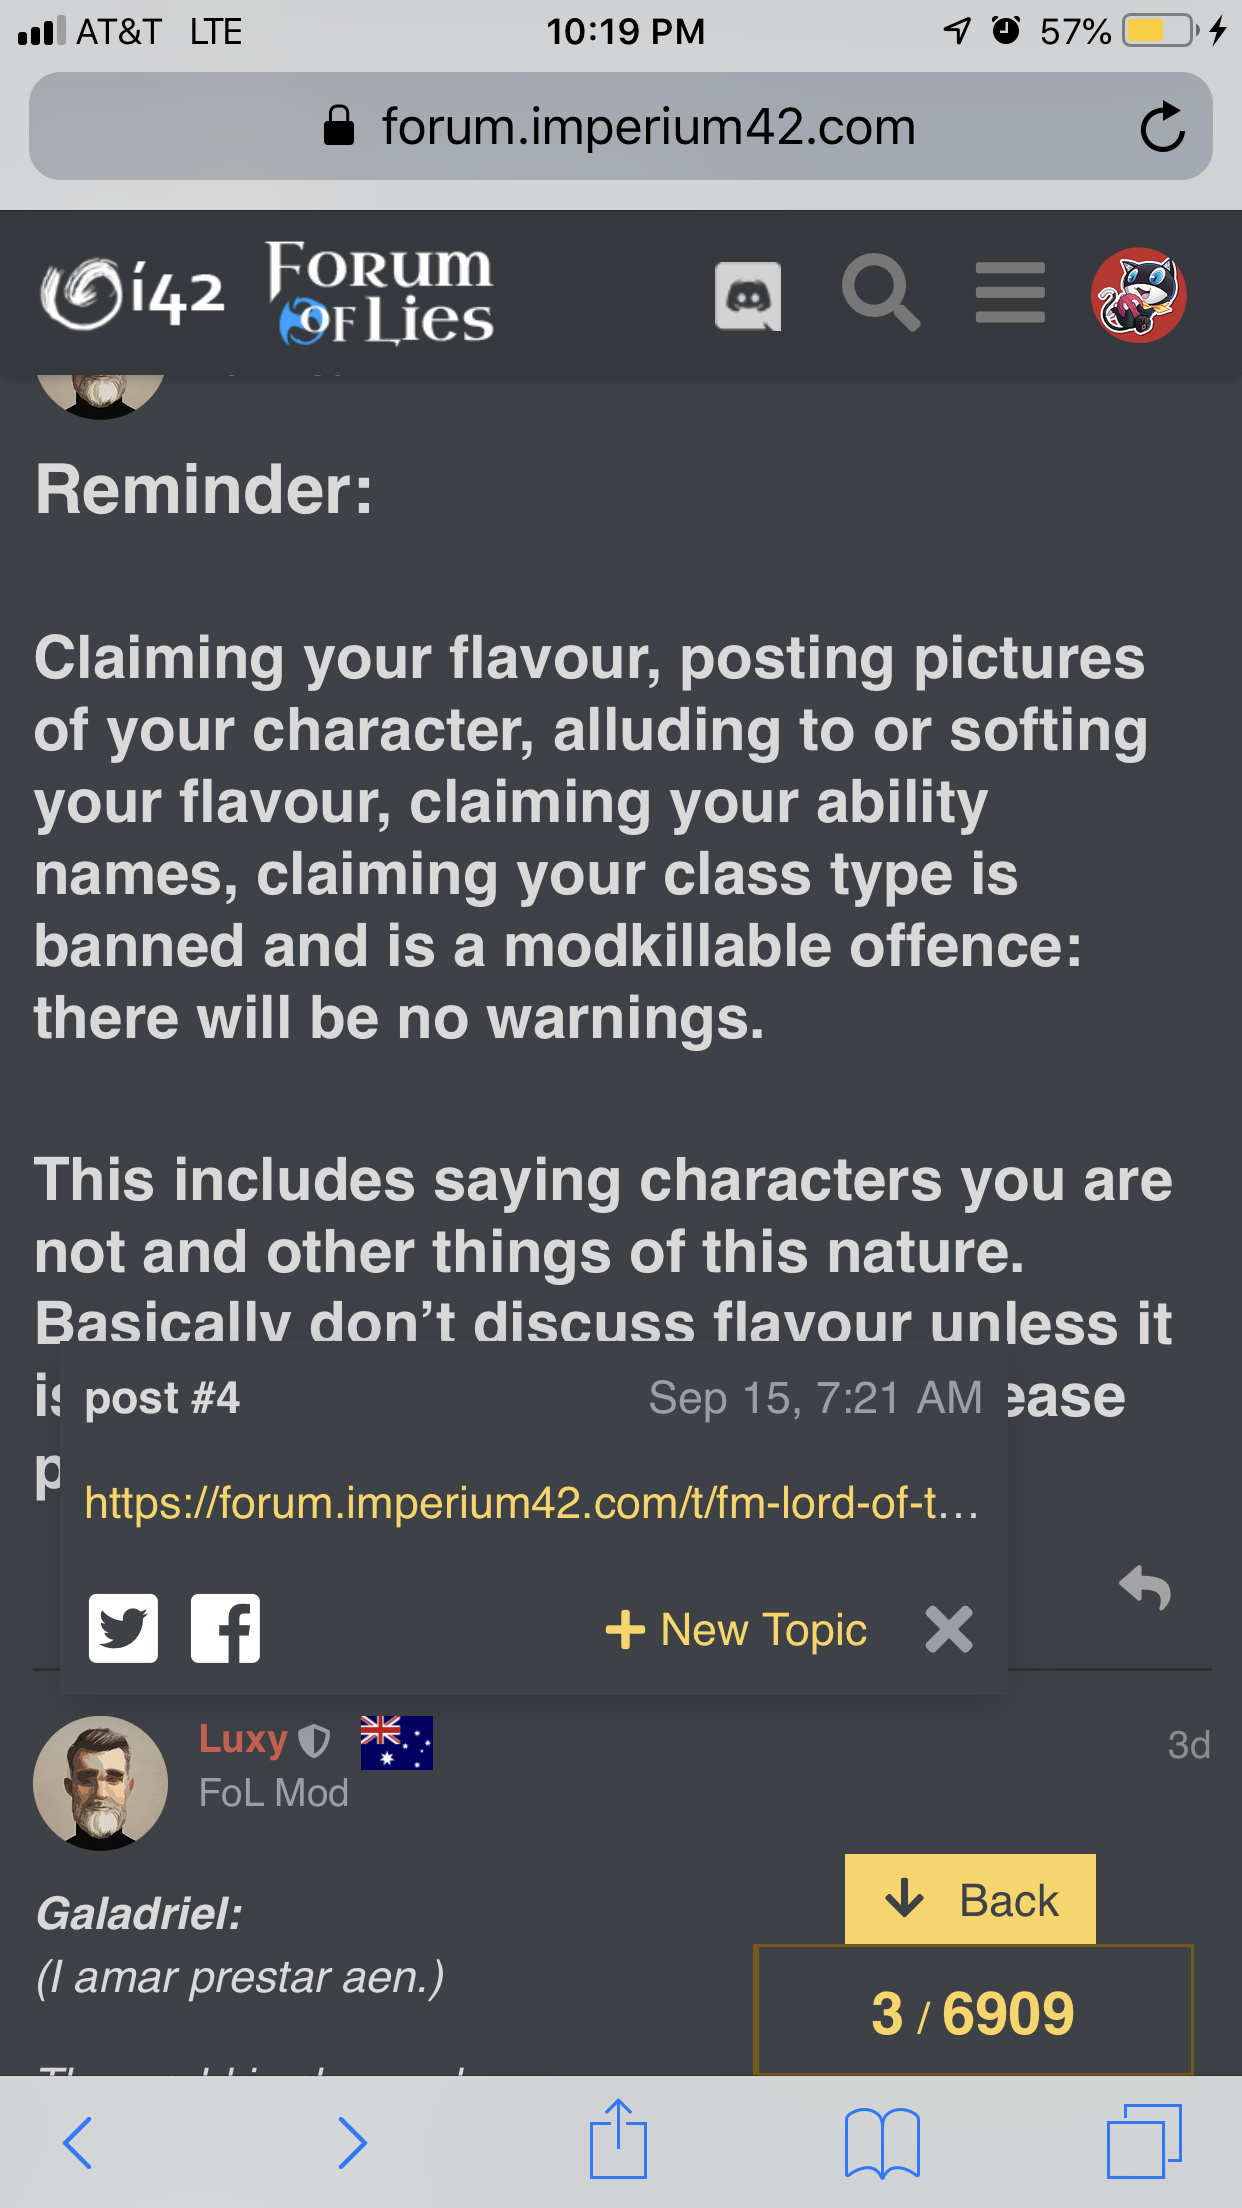 AT&T LTE 10:19 PM 57%
forum.imperium42.com
i42 Forum of Lies
Reminder:
Claiming your flavour, posting pictures
of your character, alluding to or softing
your flavour, claiming your ability
names, claiming your class type is
banned and is a modkillable offence:
there will be no warnings.
This includes saying characters you are
not and other things of this nature.
Basically don't discuss flavour unless it
post #4 Sep 15, 7:21 AM
https://forum.imperium42.com/t/fm-lord-of-t...
+ New Topic
Luxy 3d
FoL Mod
Galadriel:
(I amar prestar aen.)
Back
3 / 6909